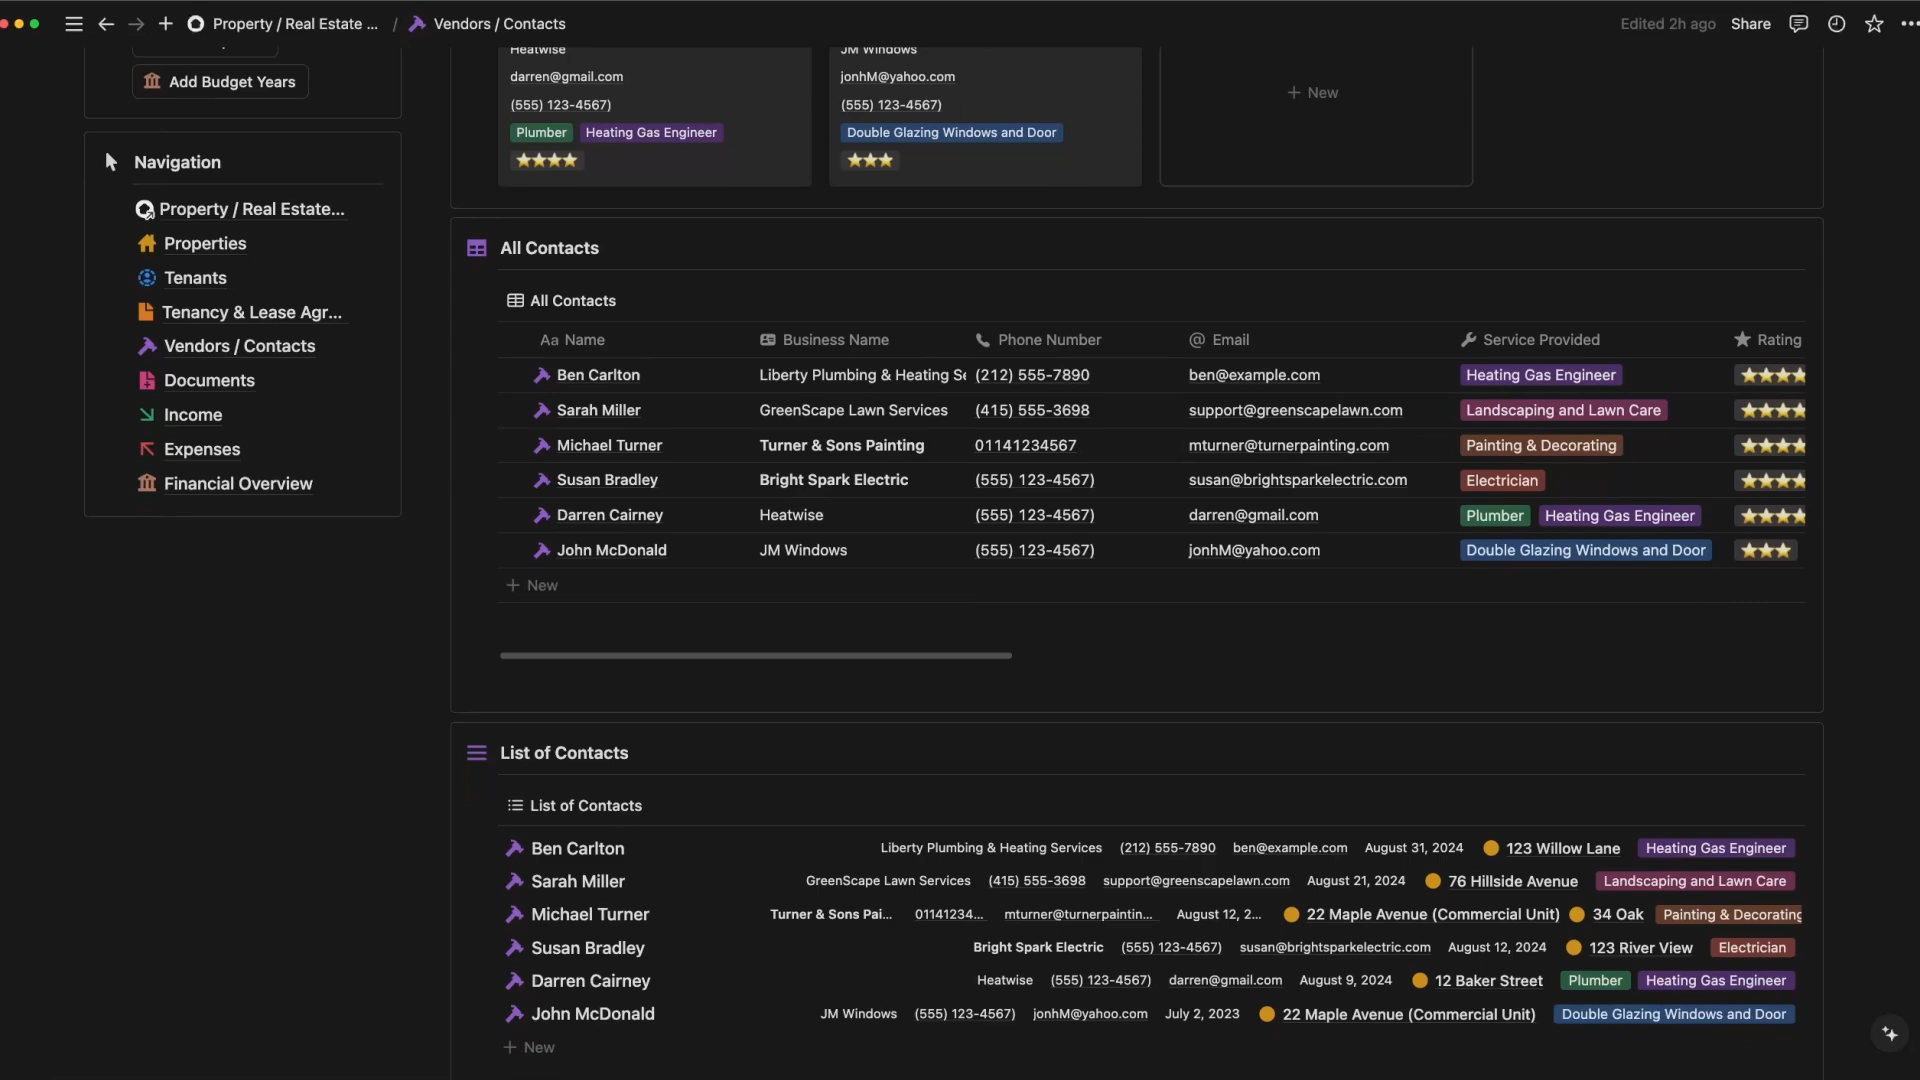 Property / Real Estate ... / Vendors / Contacts
Edited 2h ago
Share
Add Budget Years
Navigation
Property / Real Estate...
Properties
Tenants
Tenancy & Lease Agr...
Vendors / Contacts
Documents
Income
Expenses
Financial Overview
Heatwise
darren@gmail.com
(555) 123-4567)
Plumber Heating Gas Engineer
JM Windows
jonhM@yahoo.com
(555) 123-4567)
Double Glazing Windows and Door
+ New
All Contacts
All Contacts
Aa Name Business Name Phone Number @ Email Service Provided Rating
Ben Carlton Liberty Plumbing & Heating Se (212) 555-7890 ben@example.com Heating Gas Engineer
Sarah Miller GreenScape Lawn Services (415) 555-3698 support@greenscapelawn.com Landscaping and Lawn Care
Michael Turner Turner & Sons Painting 01141234567 mturner@turnerpainting.com Painting & Decorating
Susan Bradley Bright Spark Electric (555) 123-4567) susan@brightsparkelectric.com Electrician
Darren Cairney Heatwise (555) 123-4567) darren@gmail.com Plumber Heating Gas Engineer
John McDonald JM Windows (555) 123-4567) jonhM@yahoo.com Double Glazing Windows and Door
+ New
List of Contacts
List of Contacts
Ben Carlton Liberty Plumbing & Heating Services (212) 555-7890 ben@example.com August 31, 2024 123 Willow Lane Heating Gas Engineer
Sarah Miller GreenScape Lawn Services (415) 555-3698 support@greenscapelawn.com August 21, 2024 76 Hillside Avenue Landscaping and Lawn Care
Michael Turner Turner & Sons Pai... 01141234... mturner@turnerpaintin... August 12, 2... 22 Maple Avenue (Commercial Unit) 34 Oak Painting & Decorating
Susan Bradley Bright Spark Electric (555) 123-4567) susan@brightsparkelectric.com August 12, 2024 123 River View Electrician
Darren Cairney Heatwise (555) 123-4567) darren@gmail.com August 9, 2024 12 Baker Street Plumber Heating Gas Engineer
John McDonald JM Windows (555) 123-4567) jonhM@yahoo.com July 2, 2023 22 Maple Avenue (Commercial Unit) Double Glazing Windows and Door
+ New